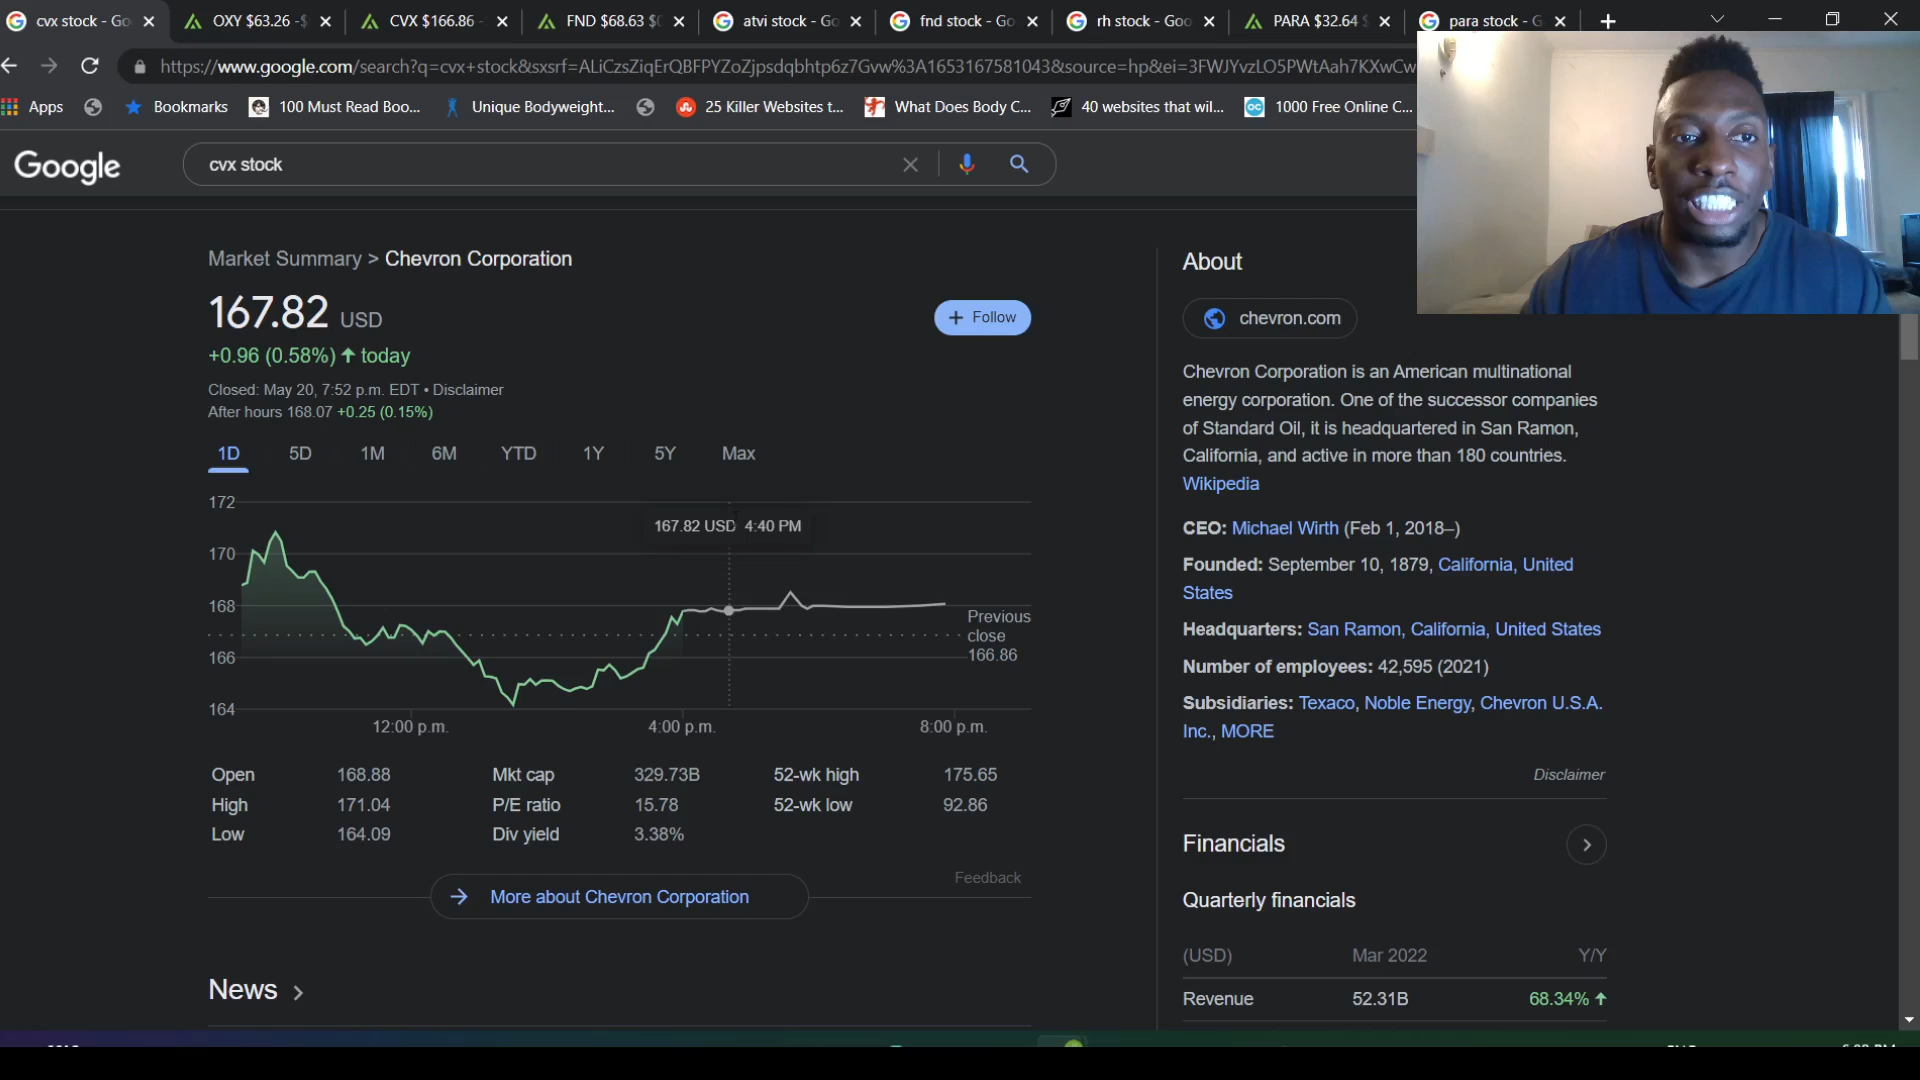 cvx stock - Go
OXY $63.26 -$
CVX $166.86 -
FND $68.63 $
atvi stock - Go
fnd stock - Go
rh stock - Goo
PARA $32.64 $
para stock - G
https://www.google.com/search?q=cvx+stock&sxsrf=ALiCzsZiqErQBFPYZoZjpsdqbhtp6z7Gvw%3A1653167581043&source=hp&ei=3FWJYvzLO5PWtAah7KXwCw
Apps
Bookmarks
100 Must Read Boo...
Unique Bodyweight...
25 Killer Websites t...
What Does Body C...
40 websites that wil...
1000 Free Online C...
Google
cvx stock
Market Summary > Chevron Corporation
167.82 USD
+ Follow
+0.96 (0.58%) ↑ today
Closed: May 20, 7:52 p.m. EDT • Disclaimer
After hours 168.07 +0.25 (0.15%)
1D 5D 1M 6M YTD 1Y 5Y Max
172
167.82 USD 4:40 PM
170
168
Previous
close
166.86
166
164
12:00 p.m. 4:00 p.m. 8:00 p.m.
Open 168.88 Mkt cap 329.73B 52-wk high 175.65
High 171.04 P/E ratio 15.78 52-wk low 92.86
Low 164.09 Div yield 3.38%
Feedback
More about Chevron Corporation
News
About
chevron.com
Chevron Corporation is an American multinational
energy corporation. One of the successor companies
of Standard Oil, it is headquartered in San Ramon,
California, and active in more than 180 countries.
Wikipedia
CEO: Michael Wirth (Feb 1, 2018–)
Founded: September 10, 1879, California, United
States
Headquarters: San Ramon, California, United States
Number of employees: 42,595 (2021)
Subsidiaries: Texaco, Noble Energy, Chevron U.S.A.
Inc., MORE
Disclaimer
Financials
Quarterly financials
(USD) Mar 2022 Y/Y
Revenue 52.31B 68.34% ↑